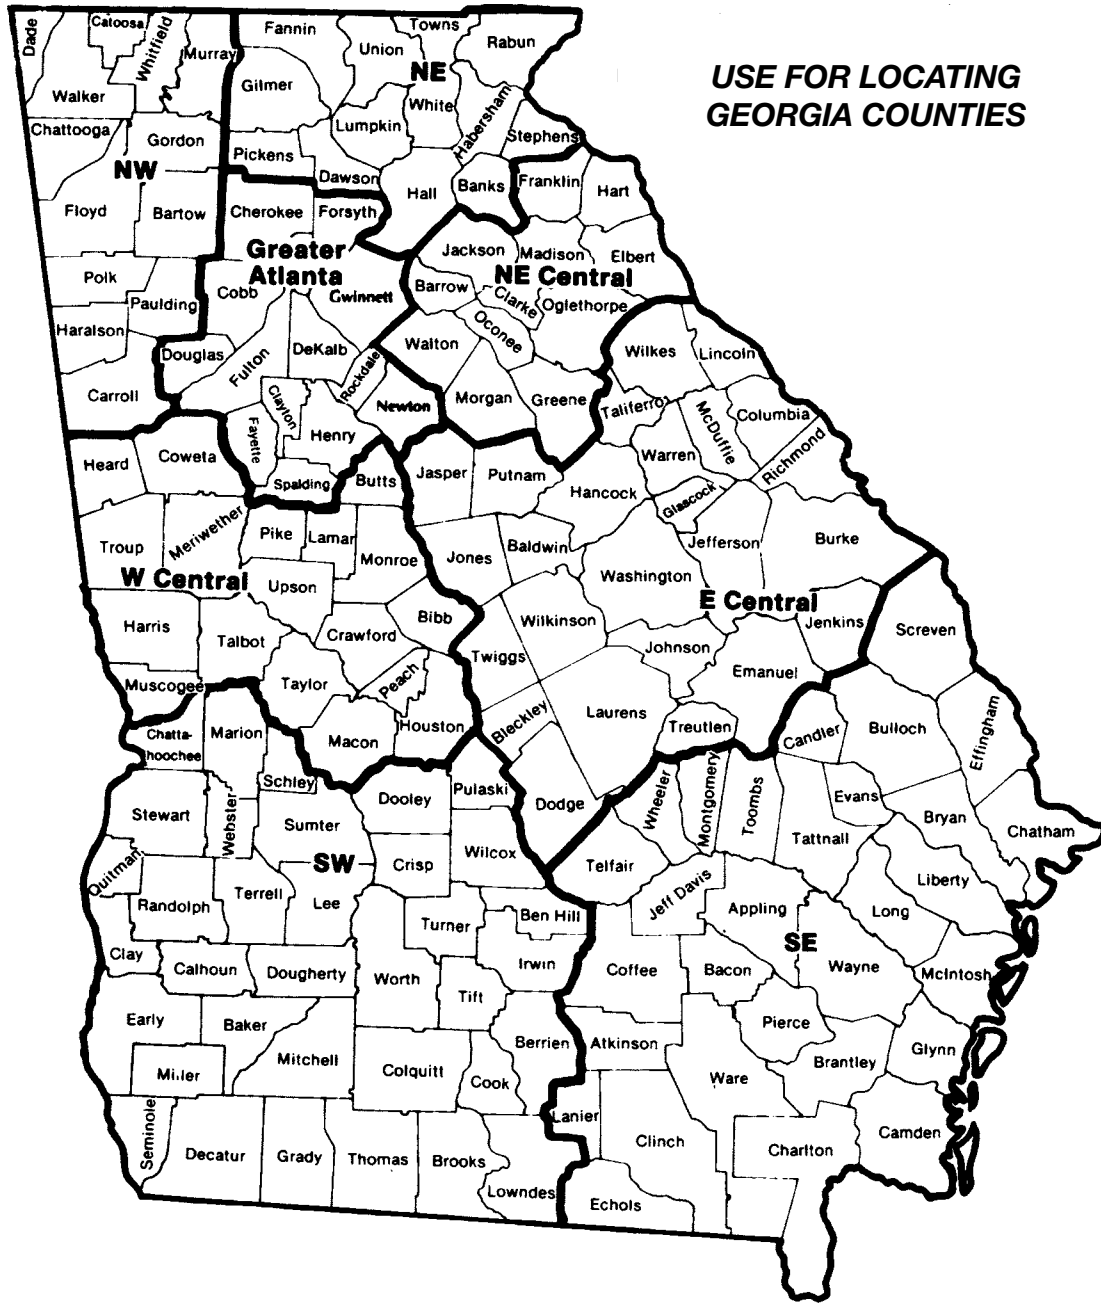 USE FOR LOCATING
GEORGIA COUNTIES
Dade
Catoosa
Whitfield
Murray
Fannin
Towns
Union
Rabun
NE
Gilmer
Walker
White
Habersham
Lumpkin
Chattooga
Gordon
Stephens
Pickens
NW
Dawson
Hall
Banks
Franklin
Hart
Floyd
Bartow
Cherokee
Forsyth
Jackson
Madison
Elbert
Greater
Atlanta
NE Central
Polk
Cobb
Gwinnett
Barrow
Clarke
Oglethorpe
Paulding
Haralson
Oconee
Walton
Douglas
Fulton
DeKalb
Rockdale
Wilkes
Lincoln
Carroll
Clayton
Newton
Morgan
Greene
Taliferro
McDuffie
Columbia
Fayette
Henry
Richmond
Heard
Coweta
Warren
Spalding
Butts
Jasper
Putnam
Hancock
Glascock
Troup
Meriwether
Pike
Lamar
Monroe
Jones
Baldwin
Jefferson
Burke
W Central
Upson
Washington
E Central
Harris
Talbot
Crawford
Bibb
Wilkinson
Jenkins
Screven
Twiggs
Johnson
Emanuel
Muscogee
Taylor
Peach
Laurens
Bleckley
Treutlen
Houston
Macon
Chatta-
hoochee
Marion
Candler
Bulloch
Effingham
Schley
Dooley
Pulaski
Dodge
Wheeler
Montgomery
Toombs
Evans
Stewart
Webster
Sumter
Tattnall
Bryan
Chatham
SW
Crisp
Wilcox
Telfair
Quitman
Terrell
Lee
Jeff Davis
Liberty
Randolph
Turner
Ben Hill
Appling
Long
SE
Clay
Calhoun
Dougherty
Worth
Irwin
Coffee
Bacon
Wayne
McIntosh
Tift
Early
Baker
Pierce
Berrien
Atkinson
Glynn
Miller
Mitchell
Colquitt
Cook
Ware
Brantley
Lanier
Seminole
Clinch
Camden
Decatur
Grady
Thomas
Brooks
Charlton
Lowndes
Echols